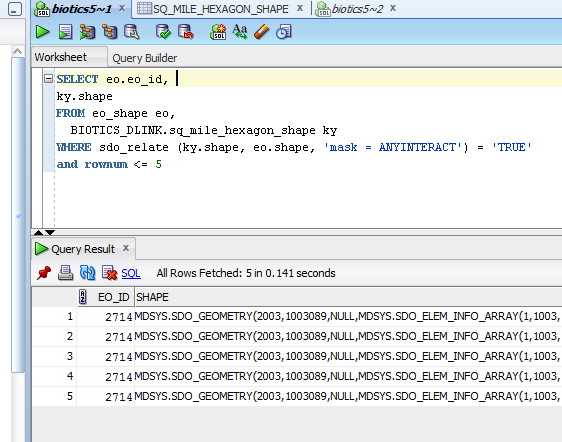 biotics5~1 x SQ_MILE_HEXAGON_SHAPE x biotics5~2 x
Worksheet Query Builder
SELECT eo.eo_id,
ky.shape
FROM eo_shape eo,
BIOTICS_DLINK.sq_mile_hexagon_shape ky
WHERE sdo_relate (ky.shape, eo.shape, 'mask = ANYINTERACT') = 'TRUE'
and rownum <= 5
Query Result x
SQL All Rows Fetched: 5 in 0.141 seconds
EO_ID SHAPE
1 2714 MDSYS.SDO_GEOMETRY(2003,1003089,NULL,MDSYS.SDO_ELEM_INFO_ARRAY(1,1003,
2 2714 MDSYS.SDO_GEOMETRY(2003,1003089,NULL,MDSYS.SDO_ELEM_INFO_ARRAY(1,1003,
3 2714 MDSYS.SDO_GEOMETRY(2003,1003089,NULL,MDSYS.SDO_ELEM_INFO_ARRAY(1,1003,
4 2714 MDSYS.SDO_GEOMETRY(2003,1003089,NULL,MDSYS.SDO_ELEM_INFO_ARRAY(1,1003,
5 2714 MDSYS.SDO_GEOMETRY(2003,1003089,NULL,MDSYS.SDO_ELEM_INFO_ARRAY(1,1003,